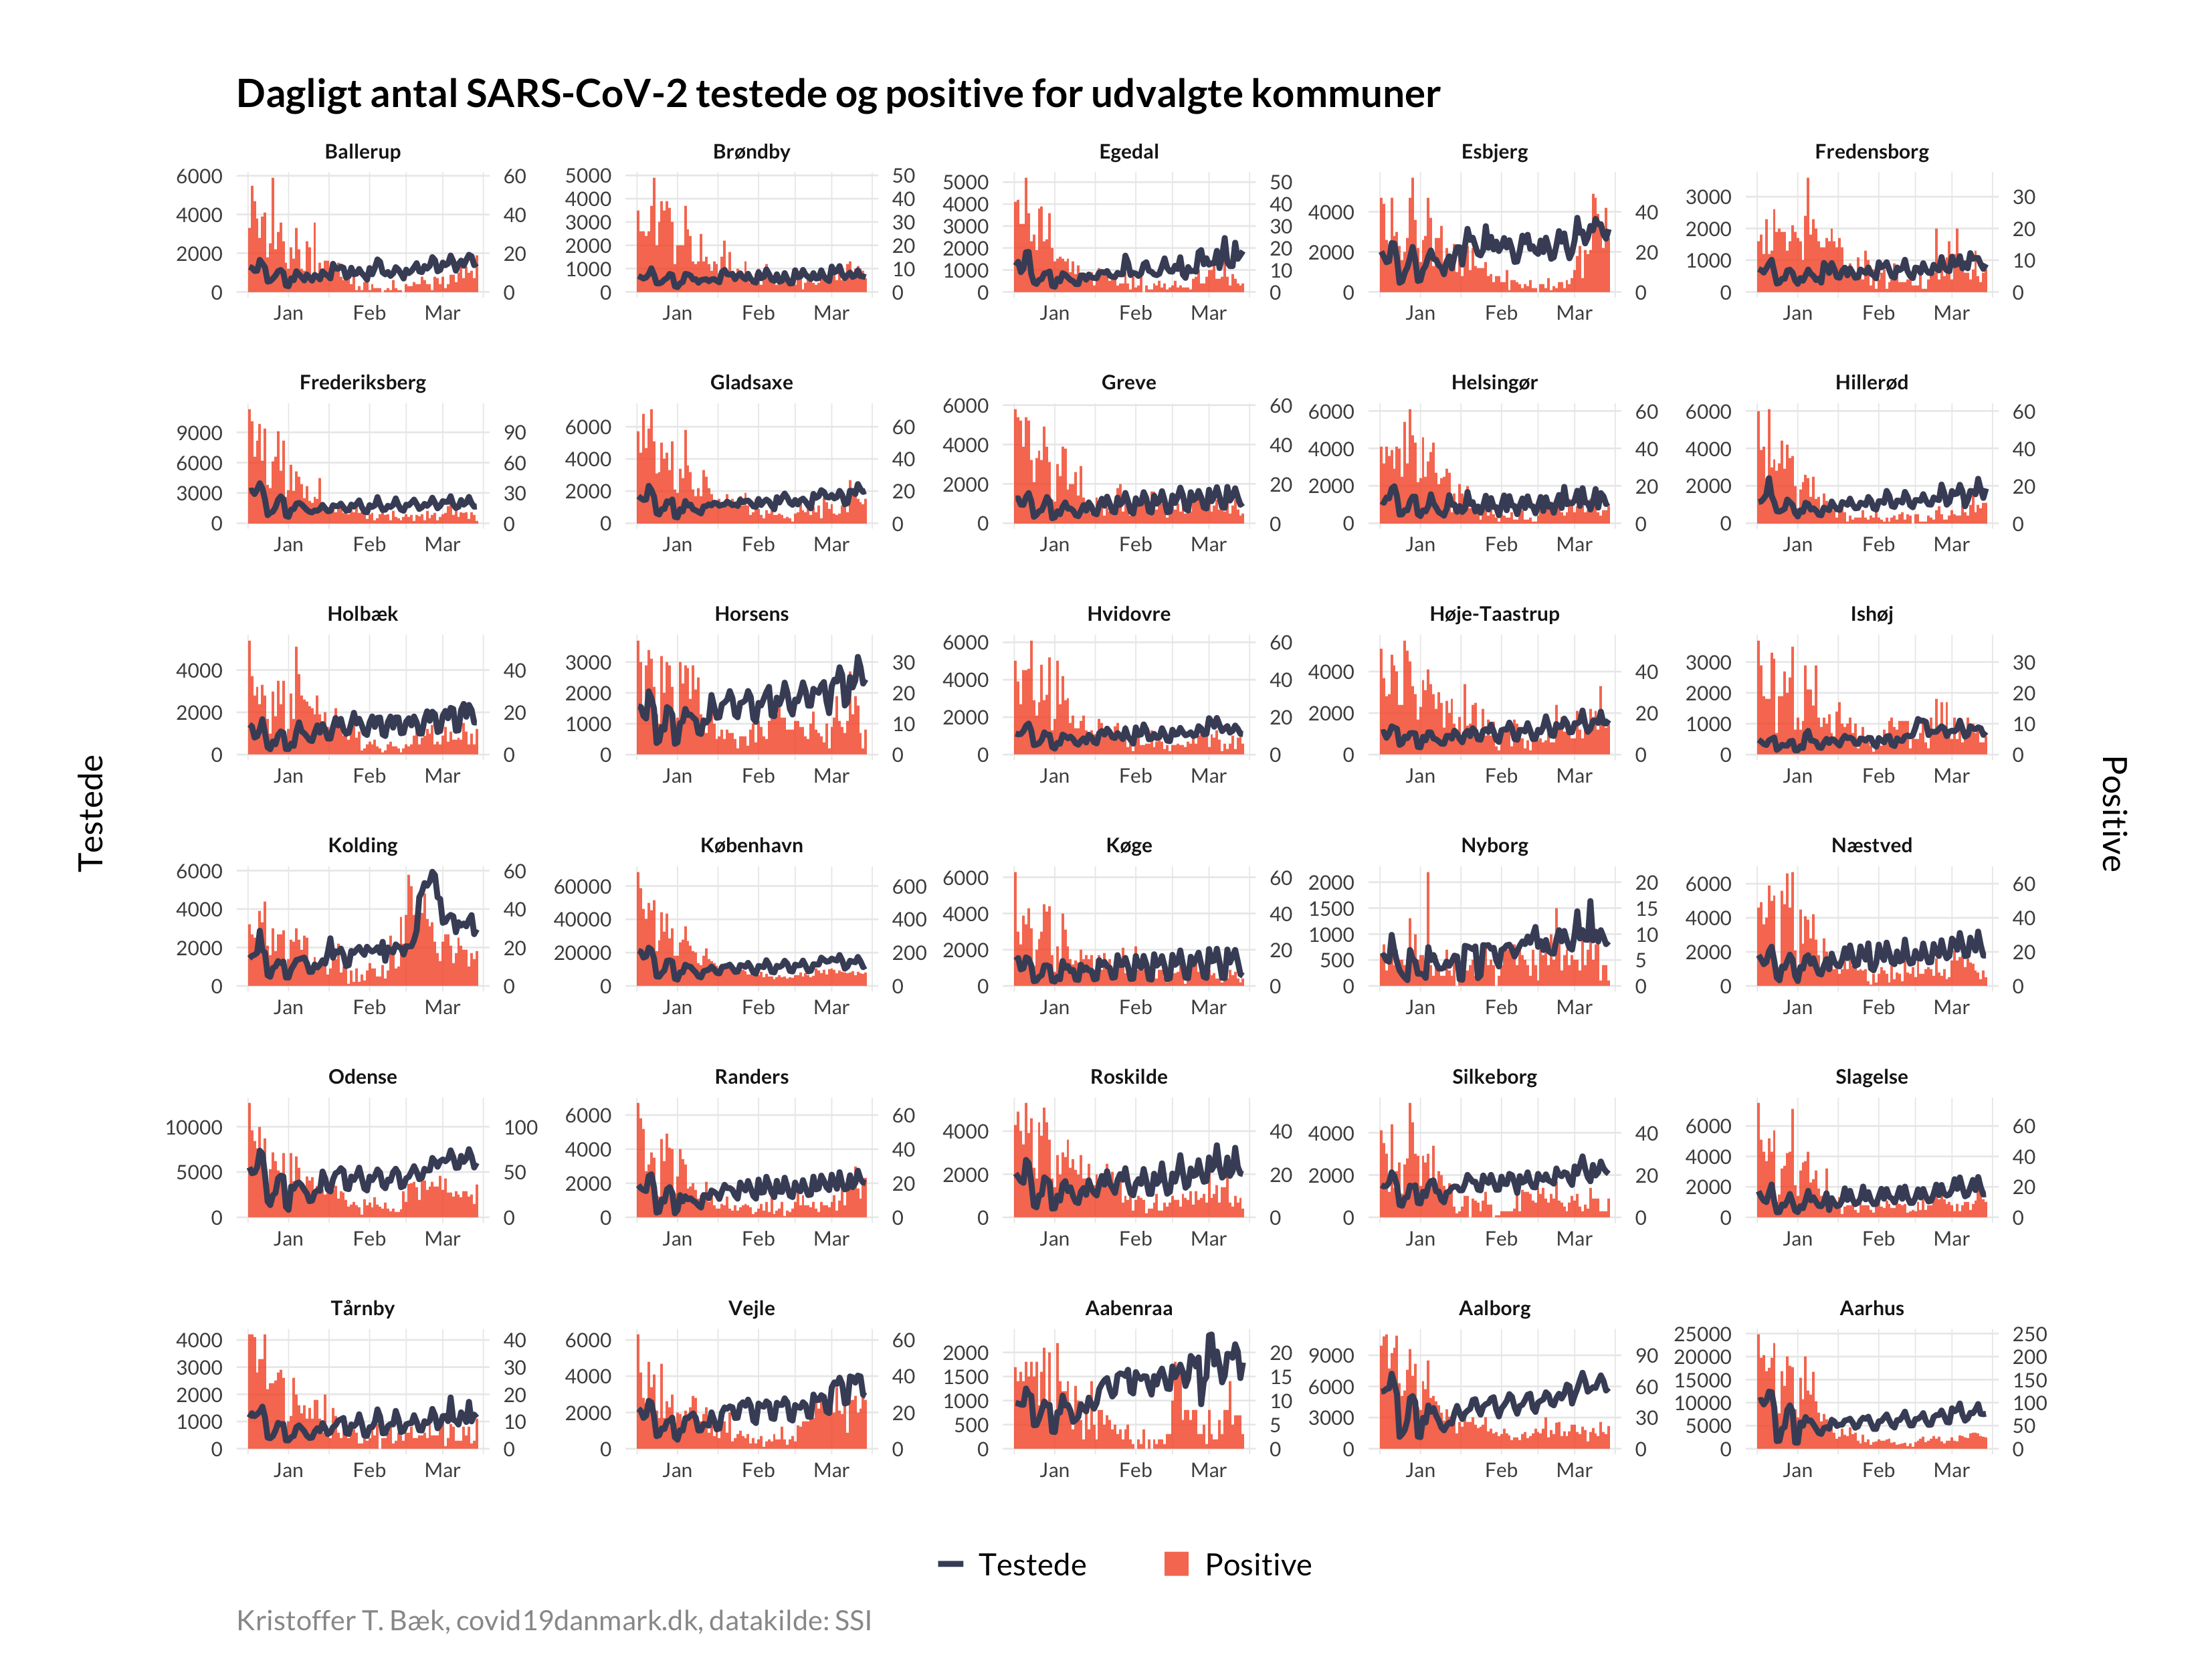 Dagligt antal SARS-CoV-2 testede og positive for udvalgte kommuner
Ballerup Brøndby Egedal Esbjerg Fredensborg
6000 60 5000 50 5000 50 4000 40 3000 30
4000 40 4000 40 4000 40 2000 20 2000 20
2000 20 3000 30 3000 30 0 0 1000 10
0 0 2000 20 2000 20 0 0
1000 10 1000 10
0 0 0 0
Jan Feb Mar Jan Feb Mar Jan Feb Mar Jan Feb Mar Jan Feb Mar
Frederiksberg Gladsaxe Greve Helsingør Hillerød
9000 90 6000 60 6000 60 6000 60 6000 60
6000 60 4000 40 4000 40 4000 40 4000 40
3000 30 2000 20 2000 20 2000 20 2000 20
0 0 0 0 0 0 0 0 0 0
Jan Feb Mar Jan Feb Mar Jan Feb Mar Jan Feb Mar Jan Feb Mar
Holbæk Horsens Hvidovre Høje-Taastrup Ishøj
4000 40 3000 30 6000 60 4000 40 3000 30
2000 20 2000 20 4000 40 2000 20 2000 20
0 0 1000 10 2000 20 0 0 1000 10
0 0 0 0 0 0
Jan Feb Mar Jan Feb Mar Jan Feb Mar Jan Feb Mar Jan Feb Mar
Testede
Positive
Kolding København Køge Nyborg Næstved
6000 60 60000 600 6000 60 2000 20 6000 60
4000 40 40000 400 4000 40 1500 15 4000 40
2000 20 20000 200 2000 20 1000 10 2000 20
0 0 0 0 0 0 500 5 0 0
0 0
Jan Feb Mar Jan Feb Mar Jan Feb Mar Jan Feb Mar Jan Feb Mar
Odense Randers Roskilde Silkeborg Slagelse
10000 100 6000 60 4000 40 4000 40 6000 60
5000 50 4000 40 2000 20 2000 20 4000 40
0 0 2000 20 0 0 0 0 2000 20
0 0 0 0
Jan Feb Mar Jan Feb Mar Jan Feb Mar Jan Feb Mar Jan Feb Mar
Tårnby Vejle Aabenraa Aalborg Aarhus
4000 40 6000 60 2000 20 9000 90 25000 250
3000 30 4000 40 1500 15 6000 60 20000 200
2000 20 2000 20 1000 10 3000 30 15000 150
1000 10 0 0 500 5 0 0 10000 100
0 0 0 0 5000 50
0 0
Jan Feb Mar Jan Feb Mar Jan Feb Mar Jan Feb Mar Jan Feb Mar
Testede Positive
Kristoffer T. Bæk, covid19danmark.dk, datakilde: SSI